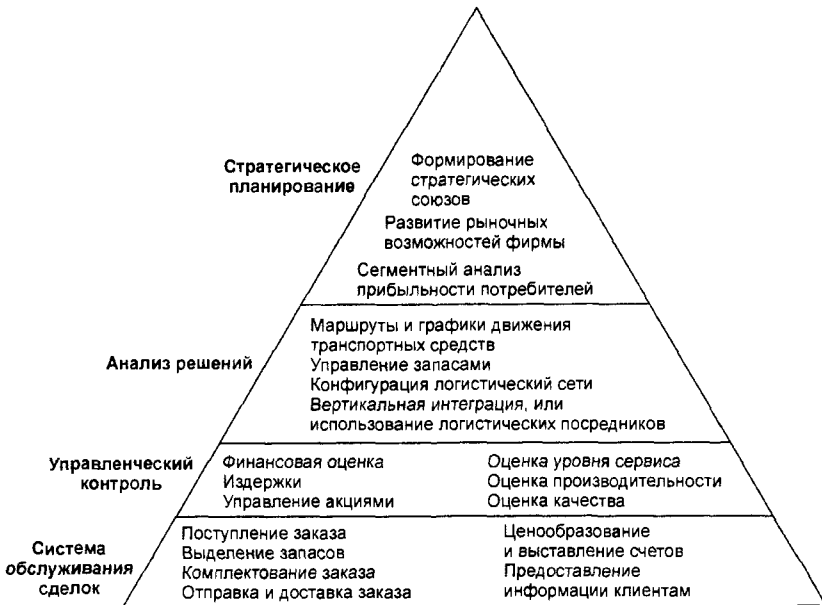 Стратегическое
планирование
Формирование
стратегических
союзов
Развитие рыночных
возможностей фирмы
Сегментный анализ
прибыльности потребителей
Анализ решений
Маршруты и графики движения
транспортных средств
Управление запасами
Конфигурация логистический сети
Вертикальная интеграция, или
использование логистических посредников
Управленческий
контроль
Финансовая оценка
Издержки
Управление акциями
Оценка уровня сервиса
Оценка производительности
Оценка качества
Система
обслуживания
сделок
Поступление заказа
Выделение запасов
Комплектование заказа
Отправка и доставка заказа
Ценообразование
и выставление счетов
Предоставление
информации клиентам